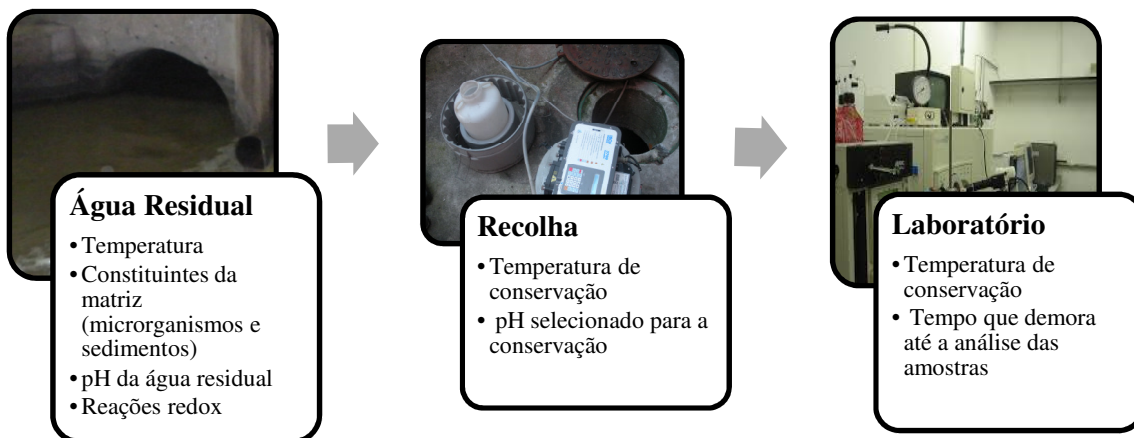 Água Residual
• Temperatura
• Constituintes da
matriz
(microrganismos e
sedimentos)
• pH da água residual
• Reações redox
Recolha
• Temperatura de
conservação
• pH selecionado para a
conservação
Laboratório
• Temperatura de
conservação
• Tempo que demora
até a análise das
amostras